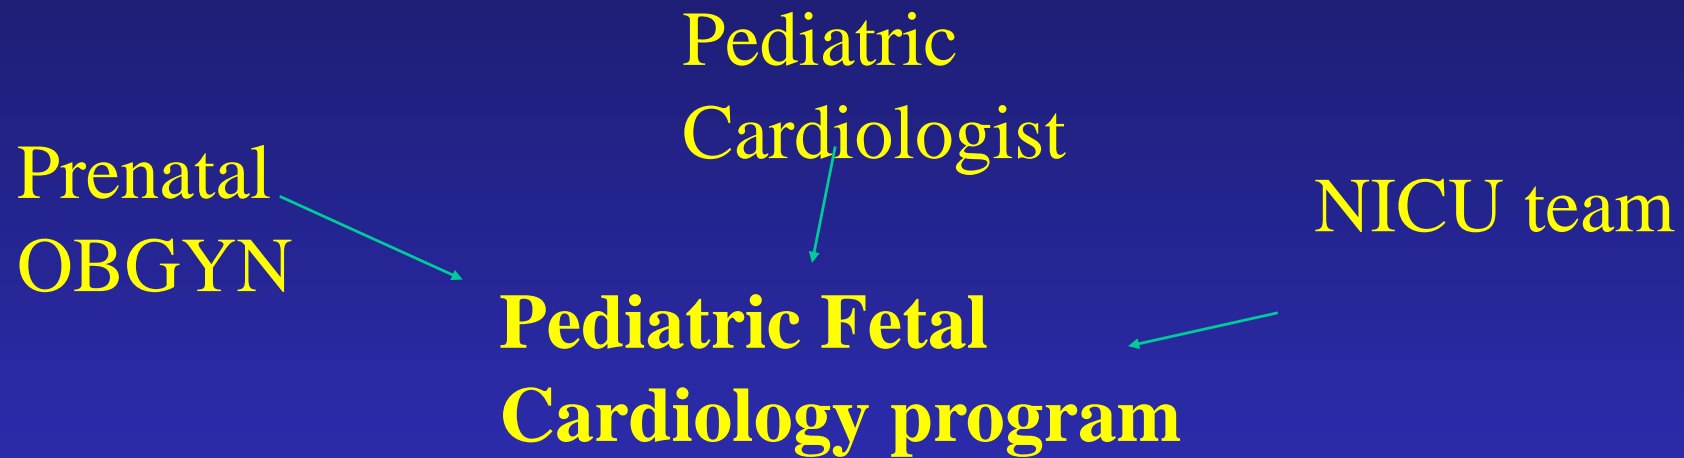 Pediatric
Cardiologist
Prenatal
OBGYN
NICU team
Pediatric Fetal
Cardiology program